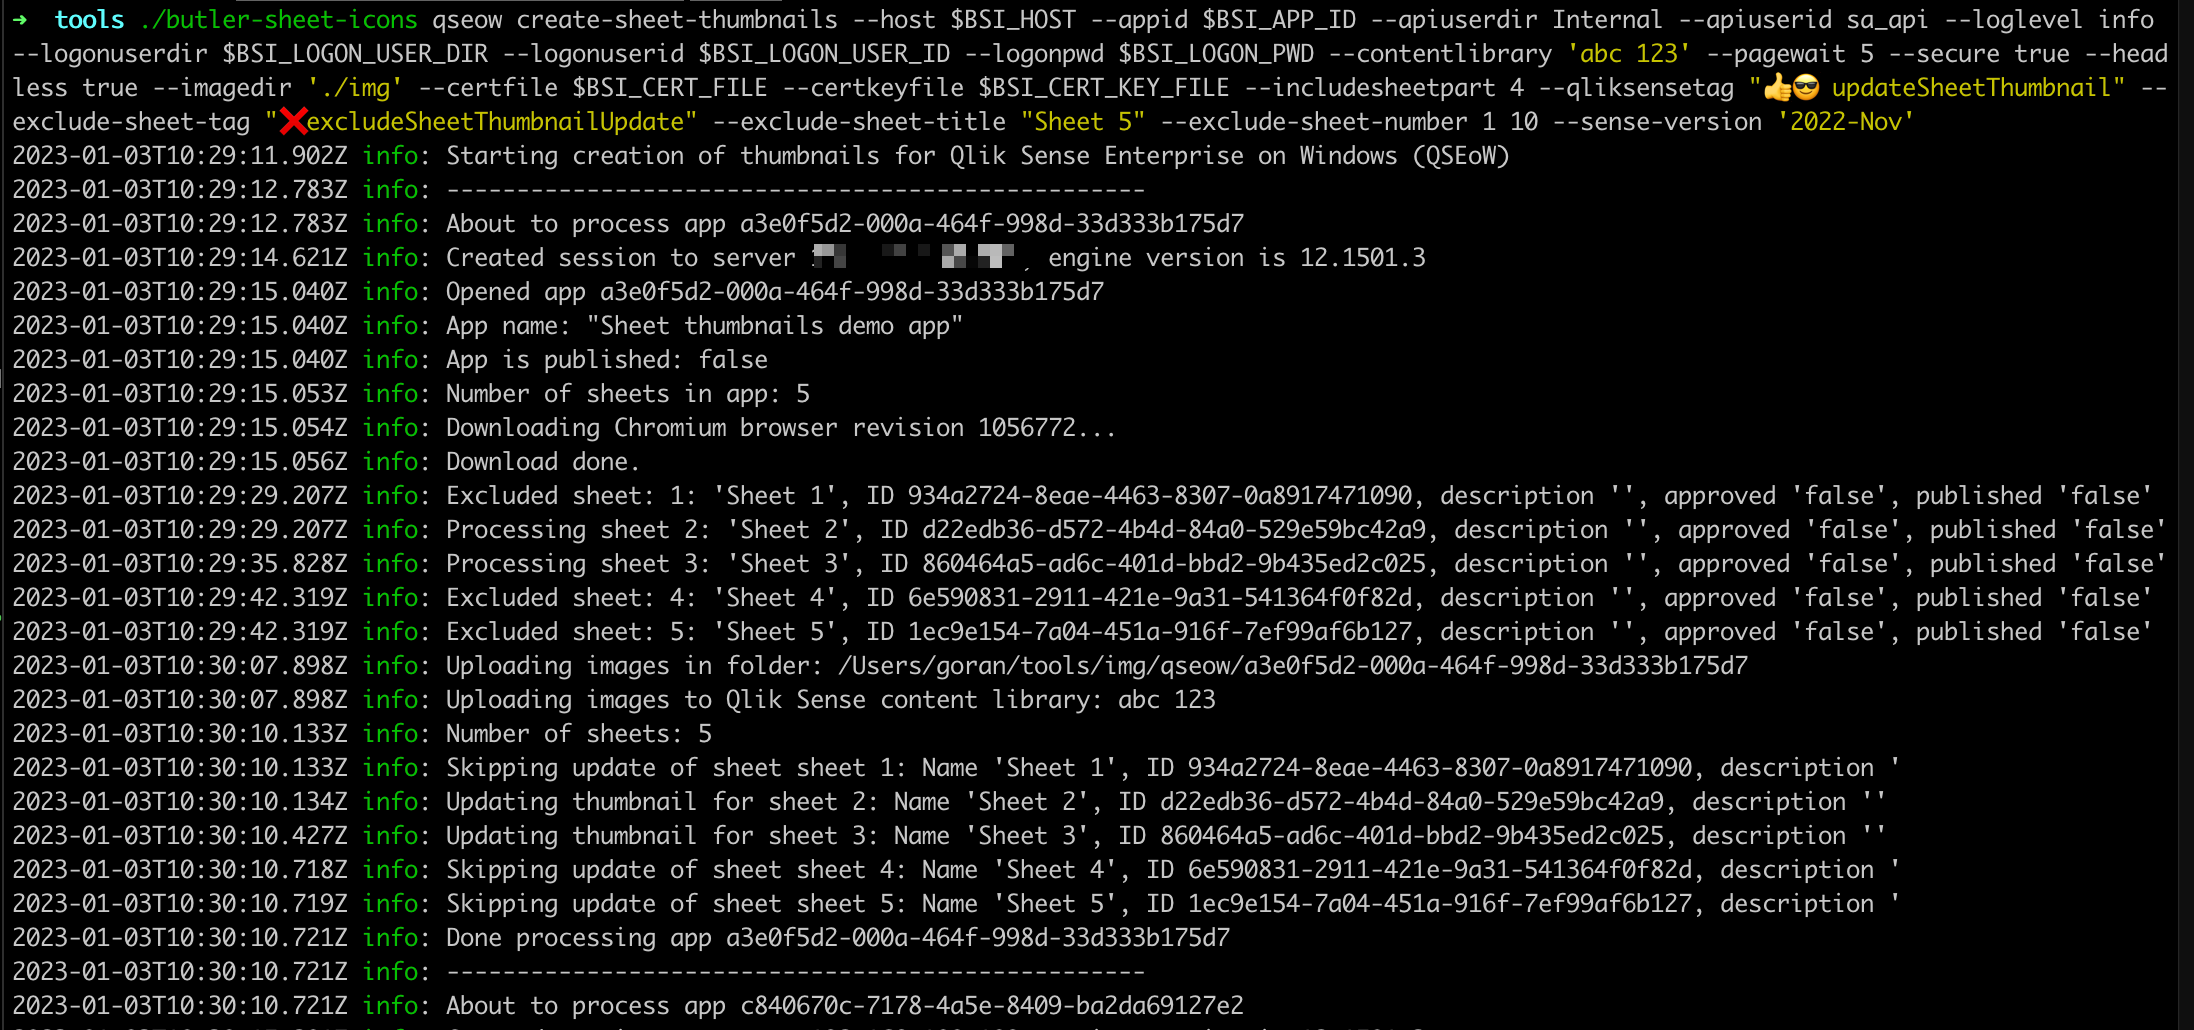 ➜  tools ./butler-sheet-icons qseow create-sheet-thumbnails --host $BSI_HOST --appid $BSI_APP_ID --apiuserdir Internal --apiuserid sa_api --loglevel info
--logonuserdir $BSI_LOGON_USER_DIR --logonuserid $BSI_LOGON_USER_ID --logonpwd $BSI_LOGON_PWD --contentlibrary 'abc 123' --pagewait 5 --secure true --head
less true --imagedir './img' --certfile $BSI_CERT_FILE --certkeyfile $BSI_CERT_KEY_FILE --includesheetpart 4 --qliksensetag "👍😎 updateSheetThumbnail" --
exclude-sheet-tag "❌excludeSheetThumbnailUpdate" --exclude-sheet-title "Sheet 5" --exclude-sheet-number 1 10 --sense-version '2022-Nov'
2023-01-03T10:29:11.902Z info: Starting creation of thumbnails for Qlik Sense Enterprise on Windows (QSEoW)
2023-01-03T10:29:12.783Z info: --------------------------------------------------
2023-01-03T10:29:12.783Z info: About to process app a3e0f5d2-000a-464f-998d-33d333b175d7
2023-01-03T10:29:14.621Z info: Created session to server , engine version is 12.1501.3
2023-01-03T10:29:15.040Z info: Opened app a3e0f5d2-000a-464f-998d-33d333b175d7
2023-01-03T10:29:15.040Z info: App name: "Sheet thumbnails demo app"
2023-01-03T10:29:15.040Z info: App is published: false
2023-01-03T10:29:15.053Z info: Number of sheets in app: 5
2023-01-03T10:29:15.054Z info: Downloading Chromium browser revision 1056772...
2023-01-03T10:29:15.056Z info: Download done.
2023-01-03T10:29:29.207Z info: Excluded sheet: 1: 'Sheet 1', ID 934a2724-8eae-4463-8307-0a8917471090, description '', approved 'false', published 'false'
2023-01-03T10:29:29.207Z info: Processing sheet 2: 'Sheet 2', ID d22edb36-d572-4b4d-84a0-529e59bc42a9, description '', approved 'false', published 'false'
2023-01-03T10:29:35.828Z info: Processing sheet 3: 'Sheet 3', ID 860464a5-ad6c-401d-bbd2-9b435ed2c025, description '', approved 'false', published 'false'
2023-01-03T10:29:42.319Z info: Excluded sheet: 4: 'Sheet 4', ID 6e590831-2911-421e-9a31-541364f0f82d, description '', approved 'false', published 'false'
2023-01-03T10:29:42.319Z info: Excluded sheet: 5: 'Sheet 5', ID 1ec9e154-7a04-451a-916f-7ef99af6b127, description '', approved 'false', published 'false'
2023-01-03T10:30:07.898Z info: Uploading images in folder: /Users/goran/tools/img/qseow/a3e0f5d2-000a-464f-998d-33d333b175d7
2023-01-03T10:30:07.898Z info: Uploading images to Qlik Sense content library: abc 123
2023-01-03T10:30:10.133Z info: Number of sheets: 5
2023-01-03T10:30:10.133Z info: Skipping update of sheet sheet 1: Name 'Sheet 1', ID 934a2724-8eae-4463-8307-0a8917471090, description '
2023-01-03T10:30:10.134Z info: Updating thumbnail for sheet 2: Name 'Sheet 2', ID d22edb36-d572-4b4d-84a0-529e59bc42a9, description ''
2023-01-03T10:30:10.427Z info: Updating thumbnail for sheet 3: Name 'Sheet 3', ID 860464a5-ad6c-401d-bbd2-9b435ed2c025, description ''
2023-01-03T10:30:10.718Z info: Skipping update of sheet sheet 4: Name 'Sheet 4', ID 6e590831-2911-421e-9a31-541364f0f82d, description '
2023-01-03T10:30:10.719Z info: Skipping update of sheet sheet 5: Name 'Sheet 5', ID 1ec9e154-7a04-451a-916f-7ef99af6b127, description '
2023-01-03T10:30:10.721Z info: Done processing app a3e0f5d2-000a-464f-998d-33d333b175d7
2023-01-03T10:30:10.721Z info: --------------------------------------------------
2023-01-03T10:30:10.721Z info: About to process app c840670c-7178-4a5e-8409-ba2da69127e2